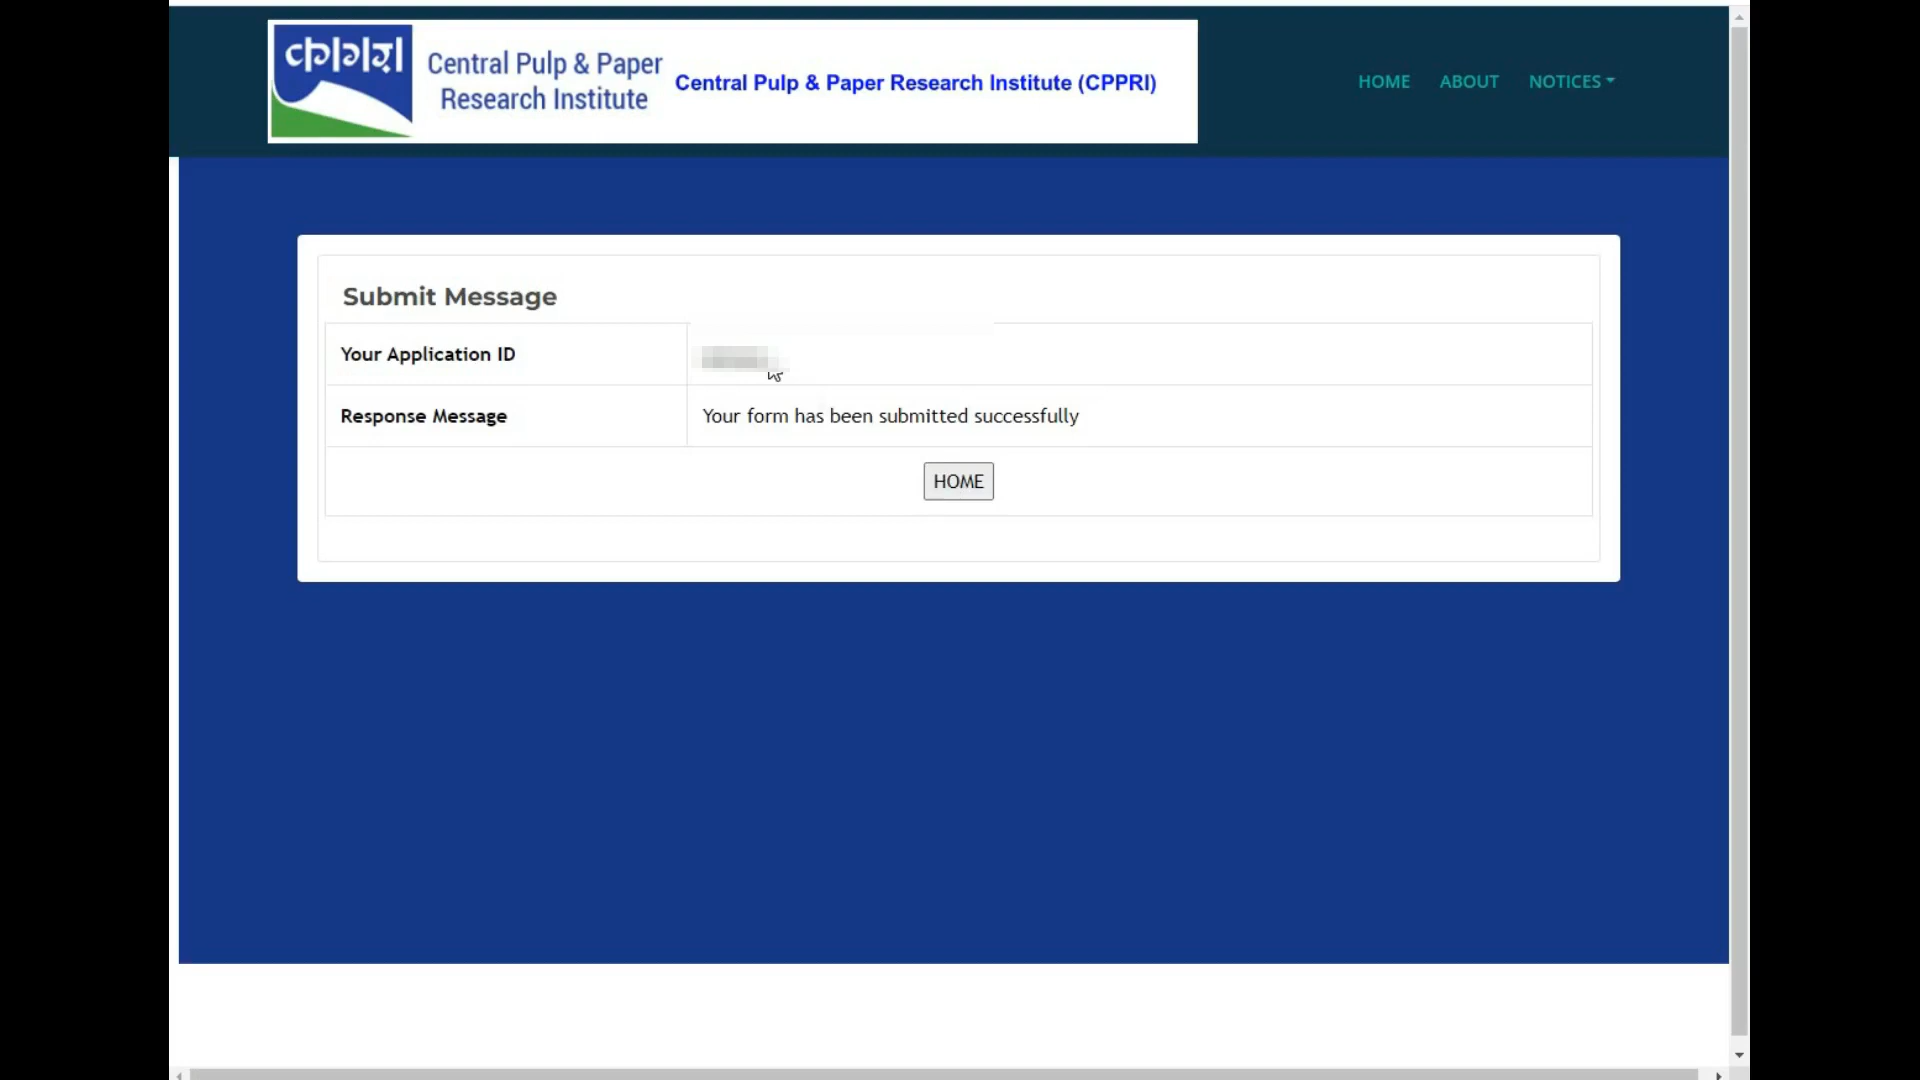 Central Pulp & Paper
Research Institute
Central Pulp & Paper Research Institute (CPPRI)
HOME ABOUT NOTICES
Submit Message
Your Application ID
Response Message Your form has been submitted successfully
HOME